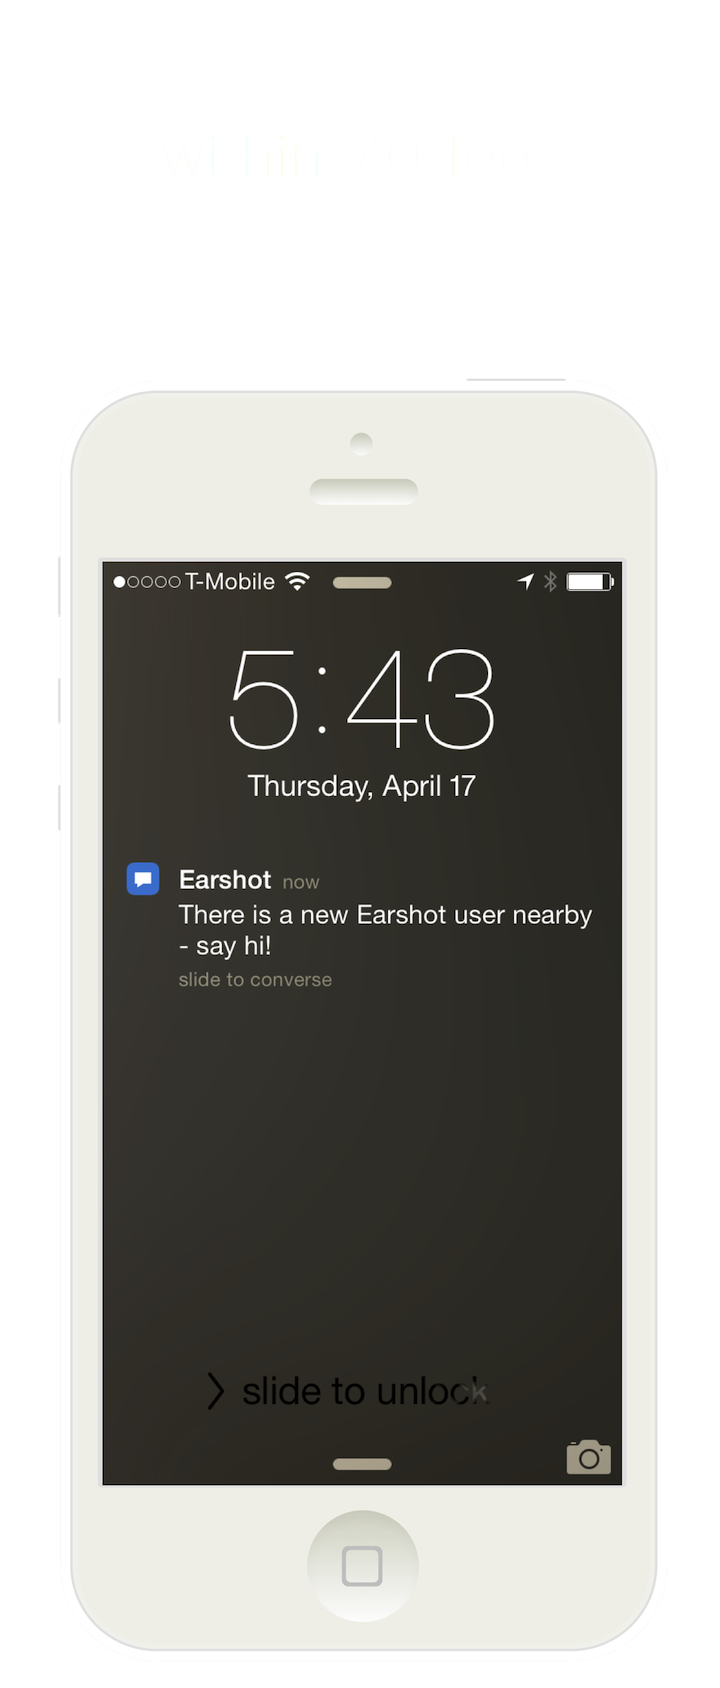 within
T-Mobile
5:43
Thursday, April 17
Earshot now
There is a new Earshot user nearby
- say hi!
slide to converse
slide to unlock